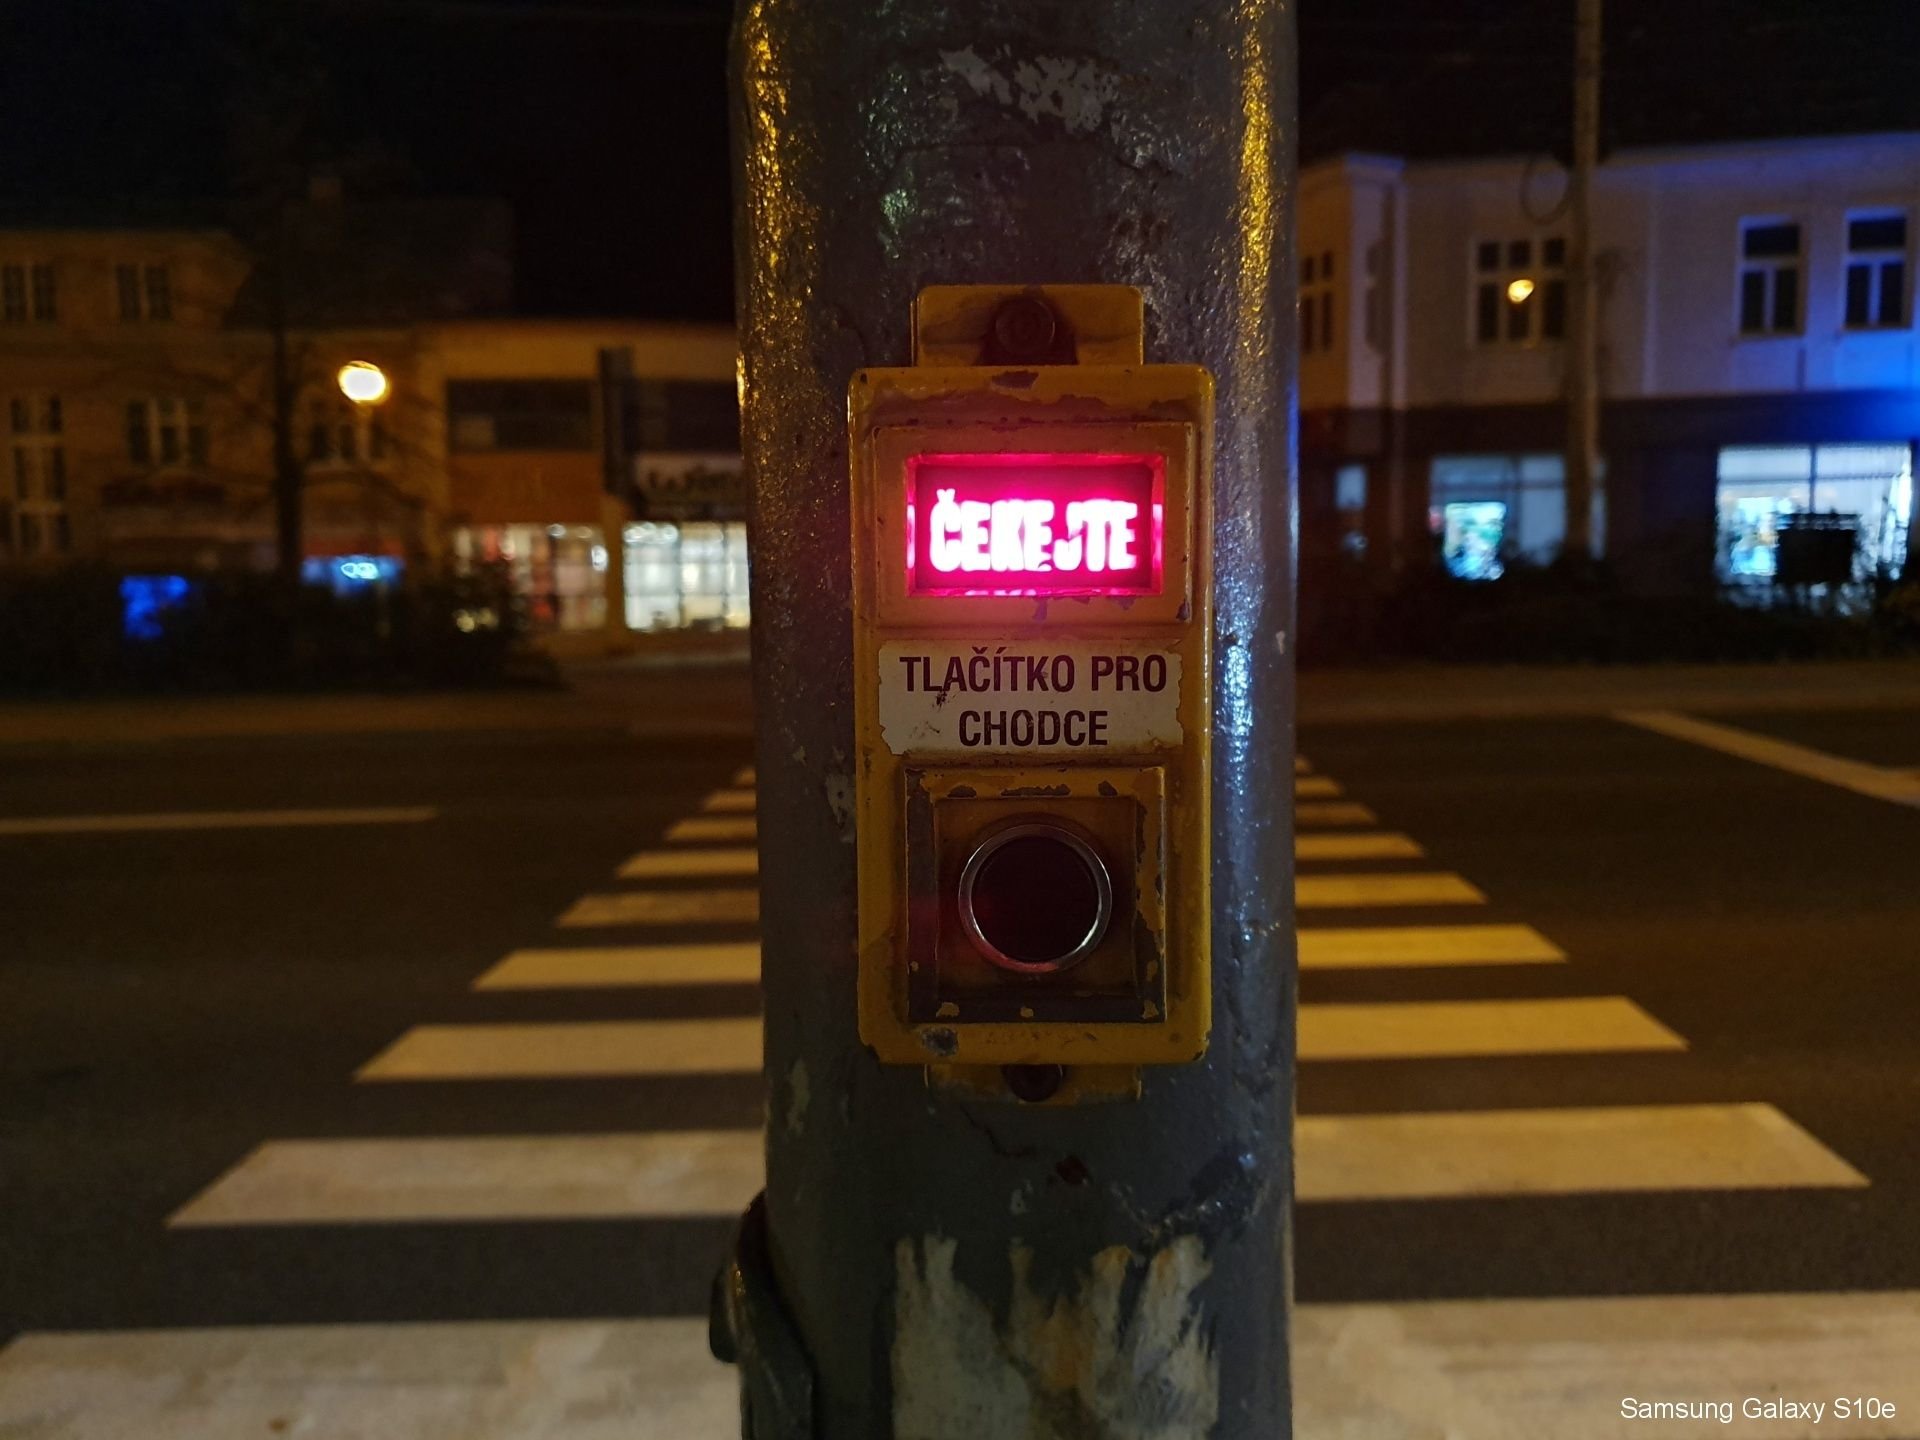 ČEKEJTE
TLAČÍTKO PRO
CHODCE
Samsung Galaxy S10e